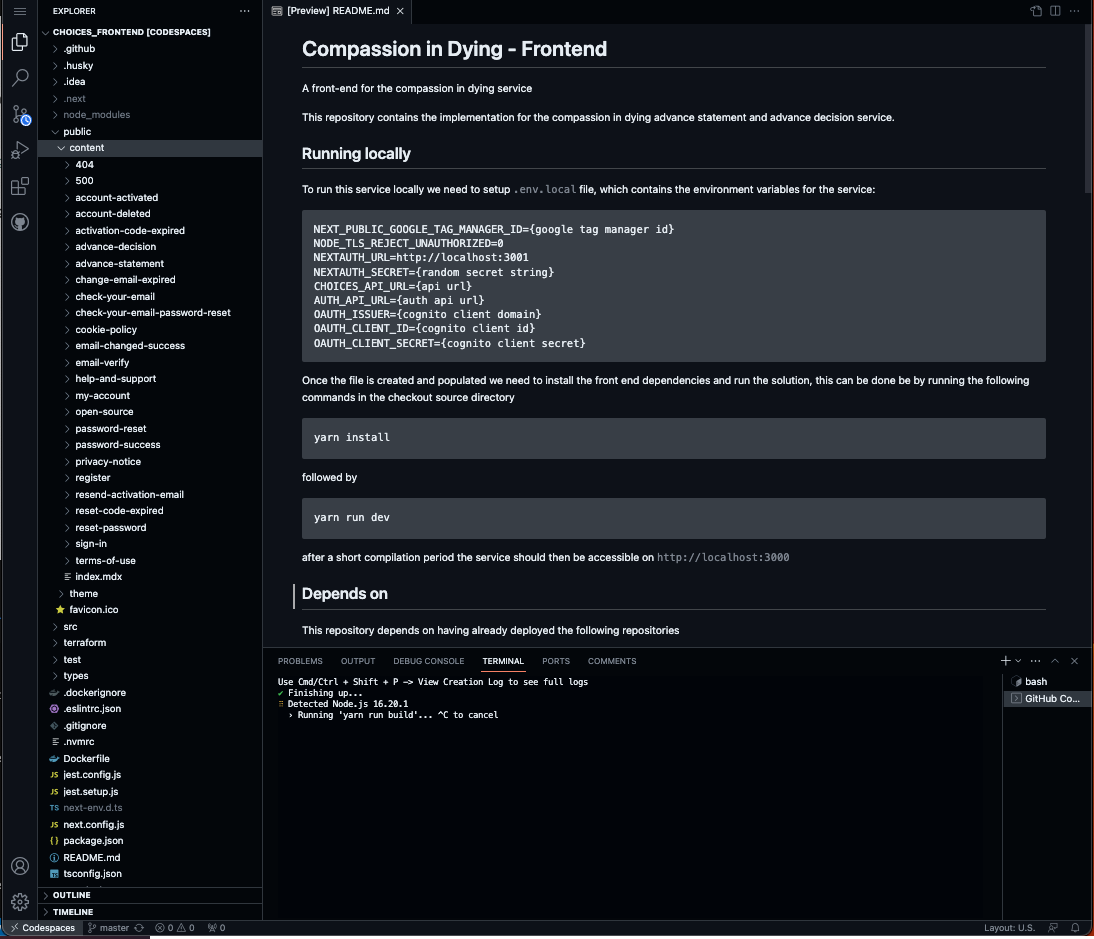 EXPLORER
CHOICES_FRONTEND [CODESPACES]
.github
.husky
.idea
.next
node_modules
public
content
404
500
account-activated
account-deleted
activation-code-expired
advance-decision
advance-statement
change-email-expired
check-your-email
check-your-email-password-reset
cookie-policy
email-changed-success
email-verify
help-and-support
my-account
open-source
password-reset
password-success
privacy-notice
register
resend-activation-email
reset-code-expired
reset-password
sign-in
terms-of-use
index.mdx
theme
favicon.ico
src
terraform
test
types
.dockerignore
.eslintrc.json
.gitignore
.nvmrc
Dockerfile
JS jest.config.js
JS jest.setup.js
TS next-env.d.ts
JS next.config.js
{} package.json
README.md
TS tsconfig.json
OUTLINE
TIMELINE
[Preview] README.md
Compassion in Dying - Frontend
A front-end for the compassion in dying service
This repository contains the implementation for the compassion in dying advance statement and advance decision service.
Running locally
To run this service locally we need to setup .env.local file, which contains the environment variables for the service:
NEXT_PUBLIC_GOOGLE_TAG_MANAGER_ID={google tag manager id}
NODE_TLS_REJECT_UNAUTHORIZED=0
NEXTAUTH_URL=http://localhost:3001
NEXTAUTH_SECRET={random secret string}
CHOICES_API_URL={api url}
AUTH_API_URL={auth api url}
OAUTH_ISSUER={cognito client domain}
OAUTH_CLIENT_ID={cognito client id}
OAUTH_CLIENT_SECRET={cognito client secret}
Once the file is created and populated we need to install the front end dependencies and run the solution, this can be done be by running the following
commands in the checkout source directory
yarn install
followed by
yarn run dev
after a short compilation period the service should then be accessible on http://localhost:3000
Depends on
This repository depends on having already deployed the following repositories
PROBLEMS OUTPUT DEBUG CONSOLE TERMINAL PORTS COMMENTS
Use Cmd/Ctrl + Shift + P -> View Creation Log to see full logs
✔ Finishing up...
⠿ Detected Node.js 16.20.1
› Running 'yarn run build'... ^C to cancel
bash
GitHub Co...
Codespaces master 0 0 0 Layout: U.S.